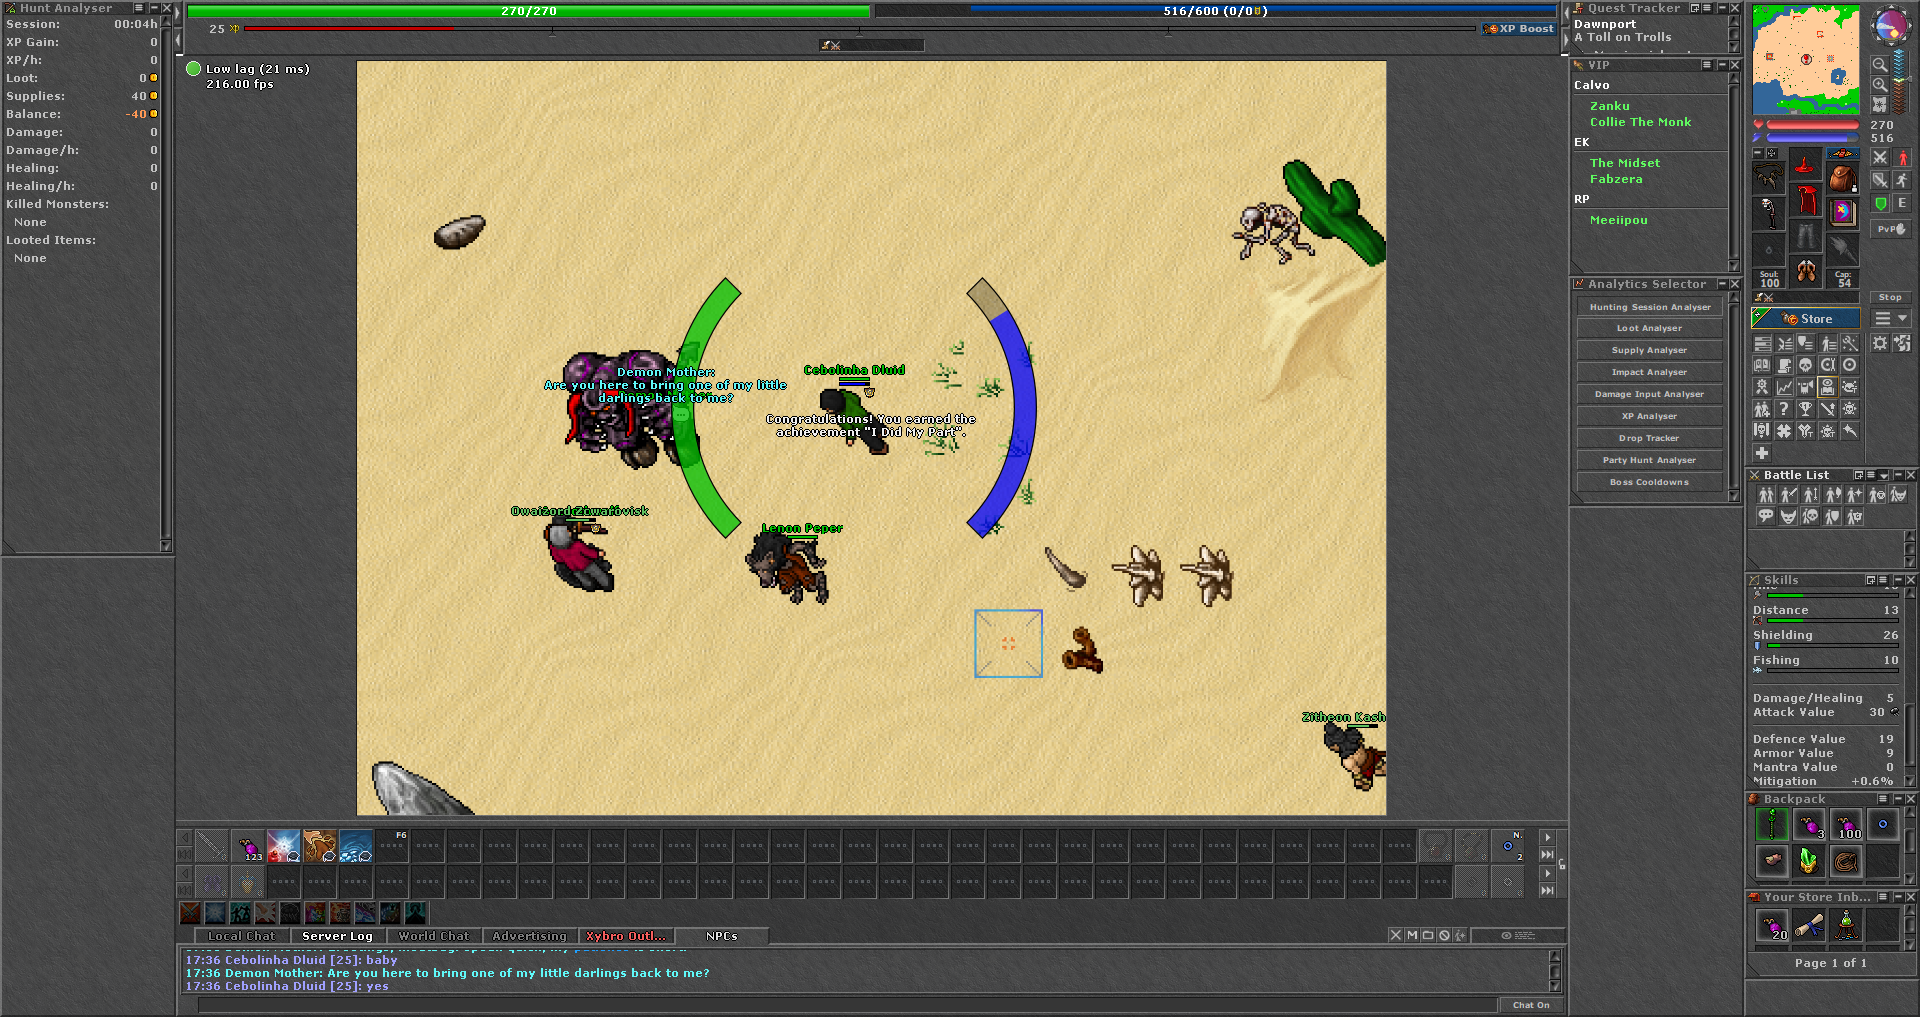 Hunt Analyser
Session: 00:04h
XP Gain: 0
XP/h: 0
Loot: 0
Supplies: 40
Balance: -40
Damage: 0
Damage/h: 0
Healing: 0
Healing/h: 0
Killed Monsters:
None
Looted Items:
None
270/270
516/600 (0/0)
25 XP
XP Boost
Low lag (21 ms)
216.00 fps
Demon Mother:
Are you here to bring one of my little
darlings back to me?
Cebolinha Dluid
Congratulations! You earned the
achievement "I Did My Part".
Lenon Peper
Zitheon Kash
Quest Tracker
Dawnport
A Toll on Trolls
VIP
Calvo
Zanku
Collie The Monk
EK
The Midset
Fabzera
RP
Meeiipou
Analytics Selector
Hunting Session Analyser
Loot Analyser
Supply Analyser
Impact Analyser
Damage Input Analyser
XP Analyser
Drop Tracker
Party Hunt Analyser
Boss Cooldowns
270
516
E
PvP
Soul:
100
Cap:
54
Stop
Store
Battle List
Skills
Distance 13
Shielding 26
Fishing 10
Damage/Healing 5
Attack Value 30
Defence Value 19
Armor Value 9
Mantra Value 0
Mitigation +0.6%
Backpack
3
100
Your Store Inb...
20
Page 1 of 1
123
F6
N.
2
Local Chat
Server Log
World Chat
Advertising
Xybro Outl...
NPCs
17:36 Cebolinha Dluid [25]: baby
17:36 Demon Mother: Are you here to bring one of my little darlings back to me?
17:36 Cebolinha Dluid [25]: yes
Chat On